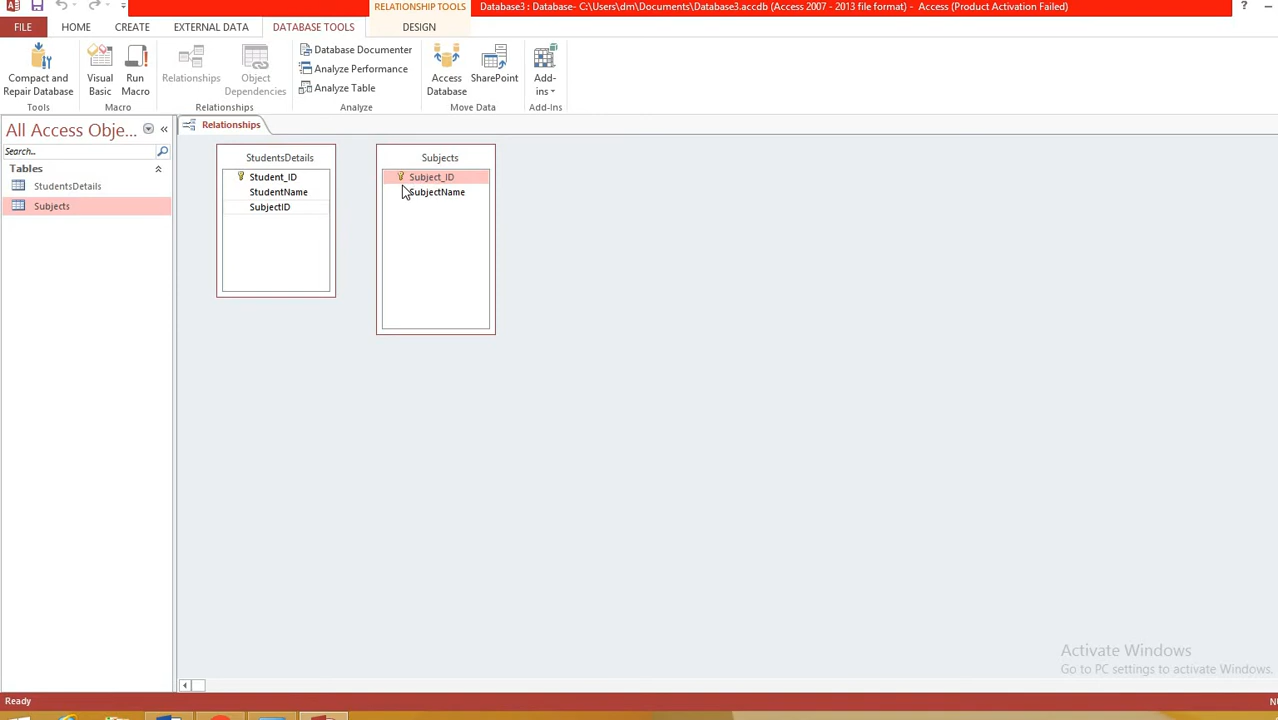 RELATIONSHIP TOOLS
Database3 : Database- C:\Users\dm\Documents\Database3.accdb (Access 2007 - 2013 file format) - Access (Product Activation Failed)
?
FILE
HOME
CREATE
EXTERNAL DATA
DATABASE TOOLS
DESIGN
Compact and
Repair Database
Visual
Basic
Run
Macro
Relationships
Object
Dependencies
Database Documenter
Analyze Performance
Analyze Table
Access
Database
SharePoint
Add-
ins
Tools
Macro
Relationships
Analyze
Move Data
Add-Ins
All Access Obje...
Search...
Tables
StudentsDetails
Subjects
Relationships
StudentsDetails
Student_ID
StudentName
SubjectID
Subjects
Subject_ID
SubjectName
Activate Windows
Go to PC settings to activate Windows.
Ready